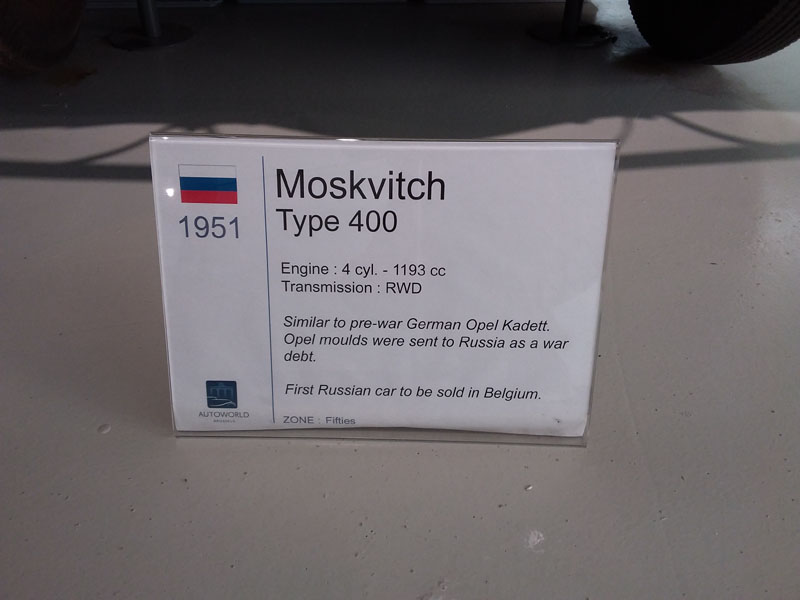 1951
Moskvitch
Type 400
Engine : 4 cyl. - 1193 cc
Transmission : RWD
Similar to pre-war German Opel Kadett.
Opel moulds were sent to Russia as a war
debt.
First Russian car to be sold in Belgium.
AUTOWORLD
BRUSSELS
ZONE : Fifties